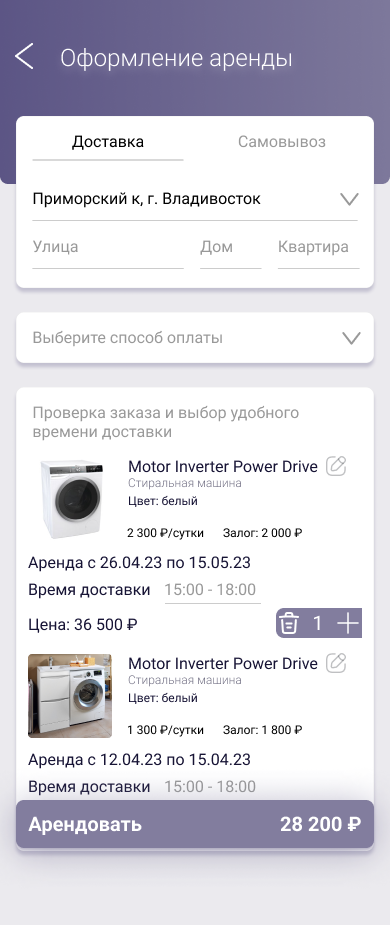 Оформление аренды
Доставка
Самовывоз
Приморский к, г. Владивосток
Улица
Дом
Квартира
Выберите способ оплаты
Проверка заказа и выбор удобного
времени доставки
Motor Inverter Power Drive
Стиральная машина
Цвет: белый
2 300 ₽/сутки
Залог: 2 000 ₽
Аренда с 26.04.23 по 15.05.23
Время доставки
15:00 - 18:00
Цена: 36 500 ₽
1
Motor Inverter Power Drive
Стиральная машина
Цвет: белый
1 300 ₽/сутки
Залог: 1 800 ₽
Аренда с 12.04.23 по 15.04.23
Время доставки
15:00 - 18:00
Арендовать
28 200 ₽